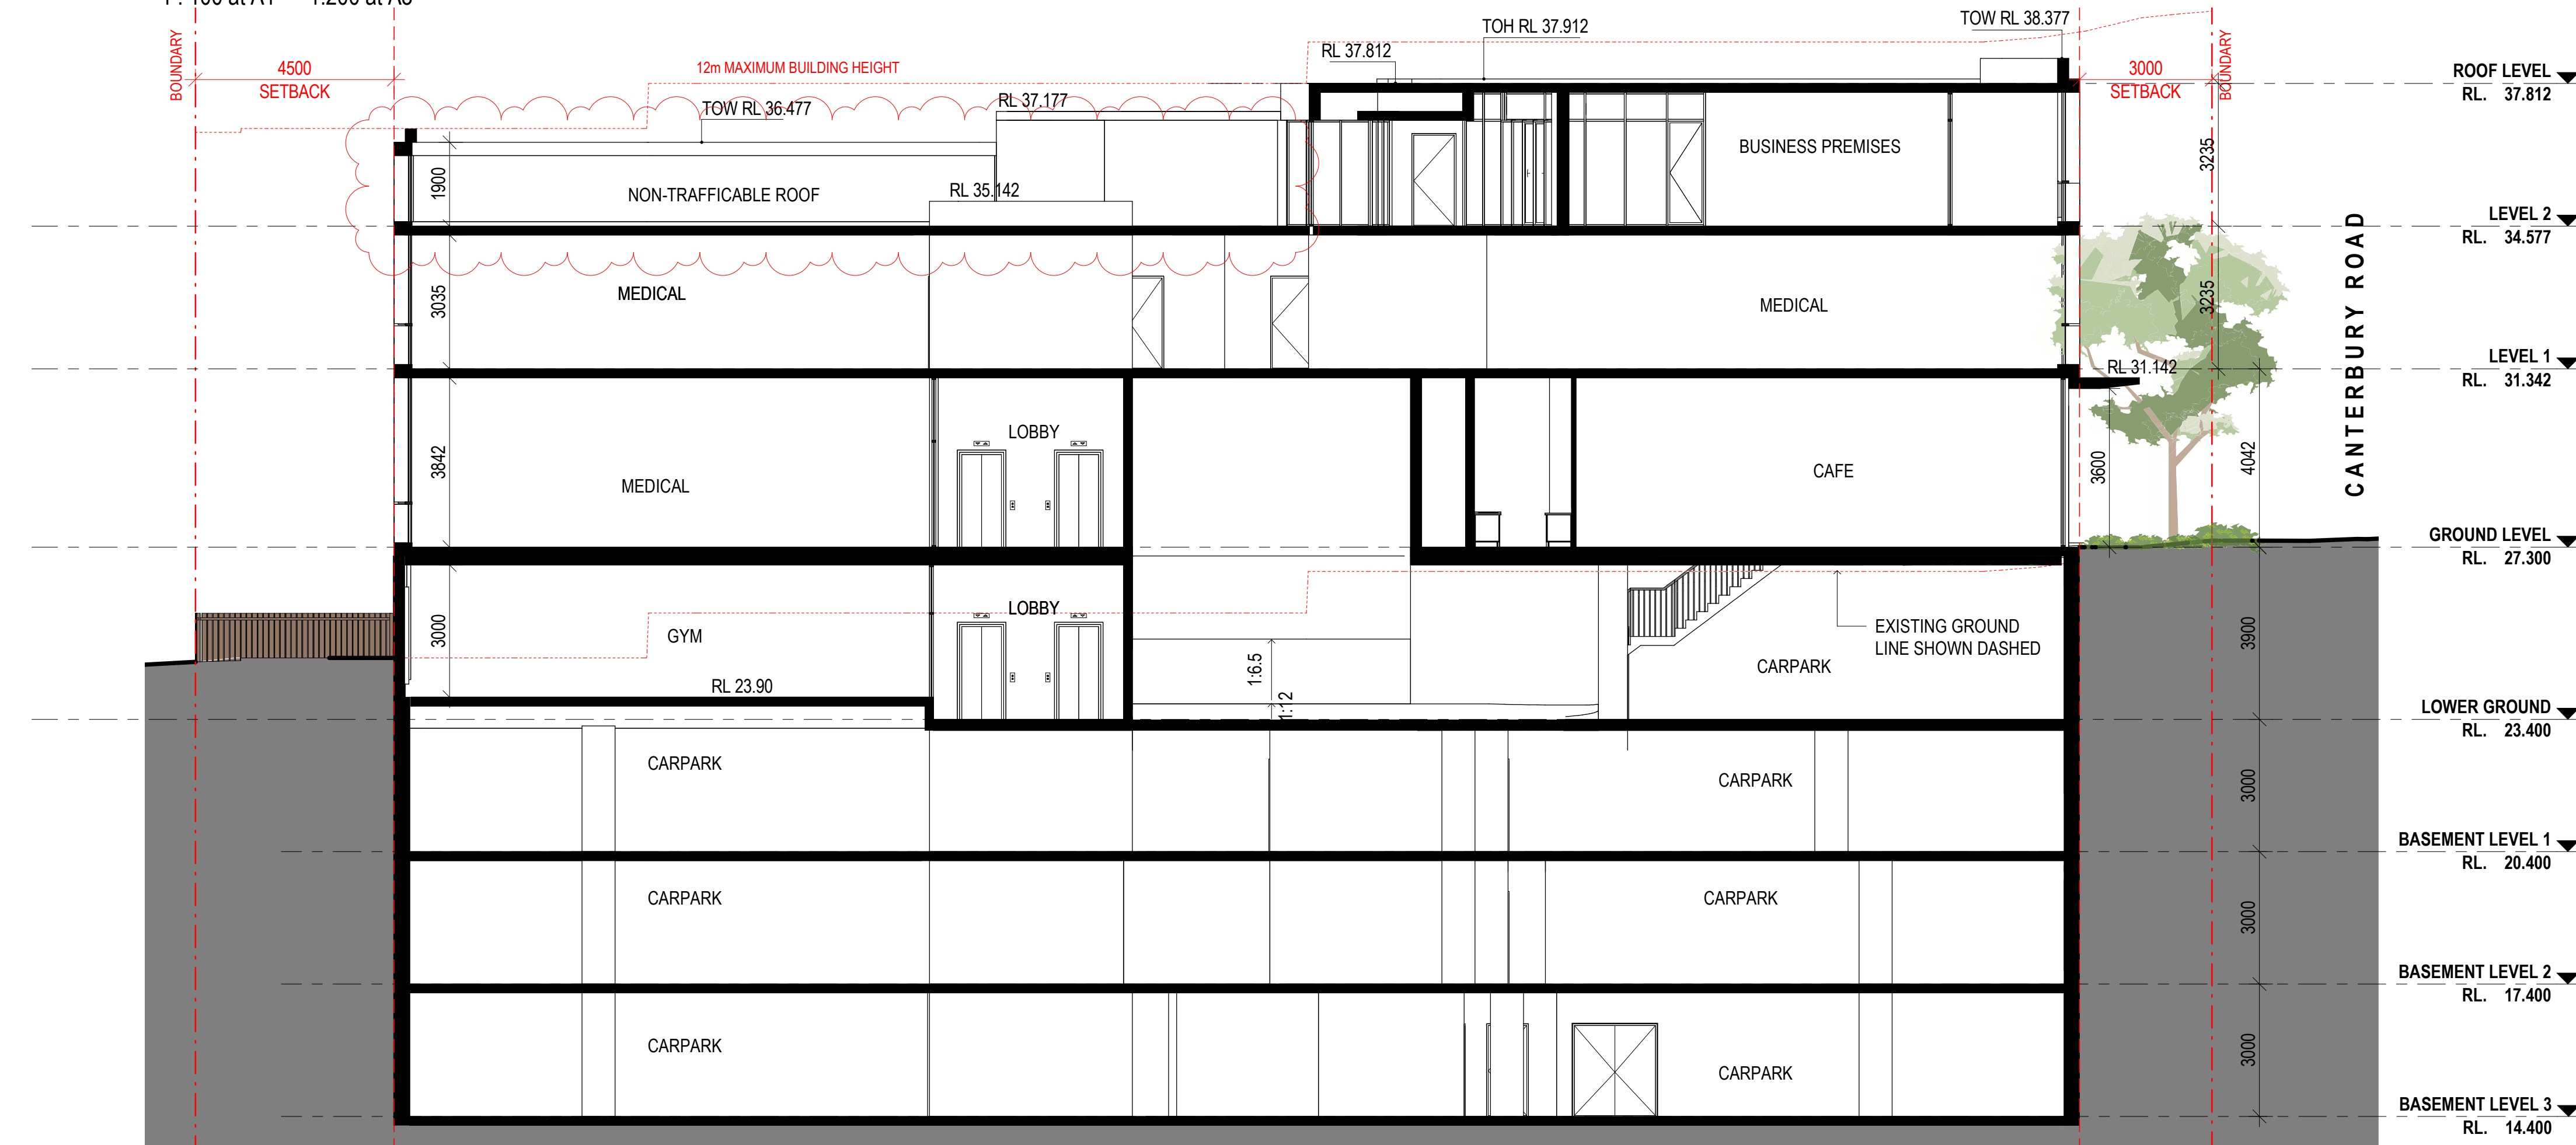 TOW RL 38.377
TOH RL 37.912
RL 37.812
BOUNDARY
4500
SETBACK
12m MAXIMUM BUILDING HEIGHT
3000
SETBACK
BOUNDARY
ROOF LEVEL
RL. 37.812
TOW RL 36.477
RL 37.177
1900
NON-TRAFFICABLE ROOF
RL 35.142
BUSINESS PREMISES
3235
LEVEL 2
RL. 34.577
3035
MEDICAL
MEDICAL
3235
CANTERBURY ROAD
LEVEL 1
RL. 31.342
RL 31.142
3842
MEDICAL
LOBBY
CAFE
3600
4042
GROUND LEVEL
RL. 27.300
3000
GYM
LOBBY
RL 23.90
1:6.5
1:12
EXISTING GROUND
LINE SHOWN DASHED
CARPARK
3900
LOWER GROUND
RL. 23.400
CARPARK
CARPARK
3000
BASEMENT LEVEL 1
RL. 20.400
CARPARK
CARPARK
3000
BASEMENT LEVEL 2
RL. 17.400
CARPARK
CARPARK
3000
BASEMENT LEVEL 3
RL. 14.400